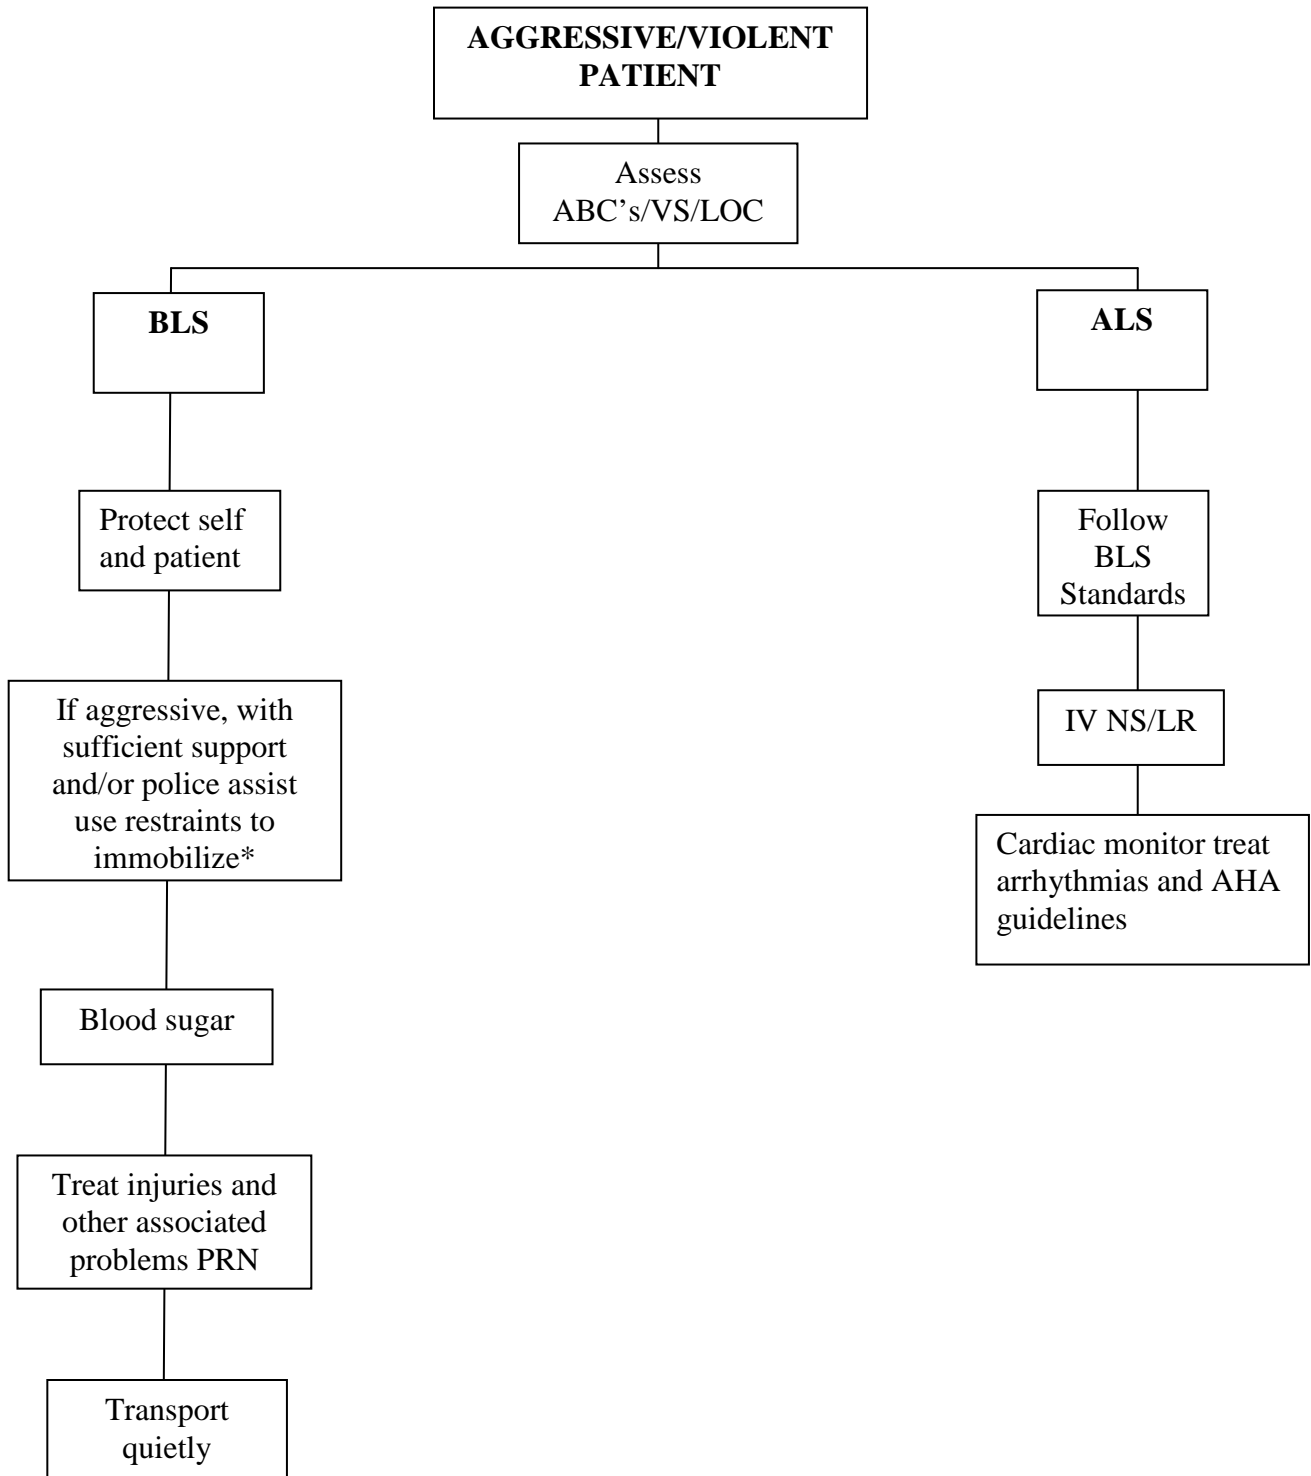 AGGRESSIVE/VIOLENT
PATIENT
Assess
ABC’s/VS/LOC
BLS
Protect self
and patient
If aggressive, with
sufficient support
and/or police assist
use restraints to
immobilize*
Blood sugar
Treat injuries and
other associated
problems PRN
Transport
quietly
ALS
Follow
BLS
Standards
IV NS/LR
Cardiac monitor treat
arrhythmias and AHA
guidelines